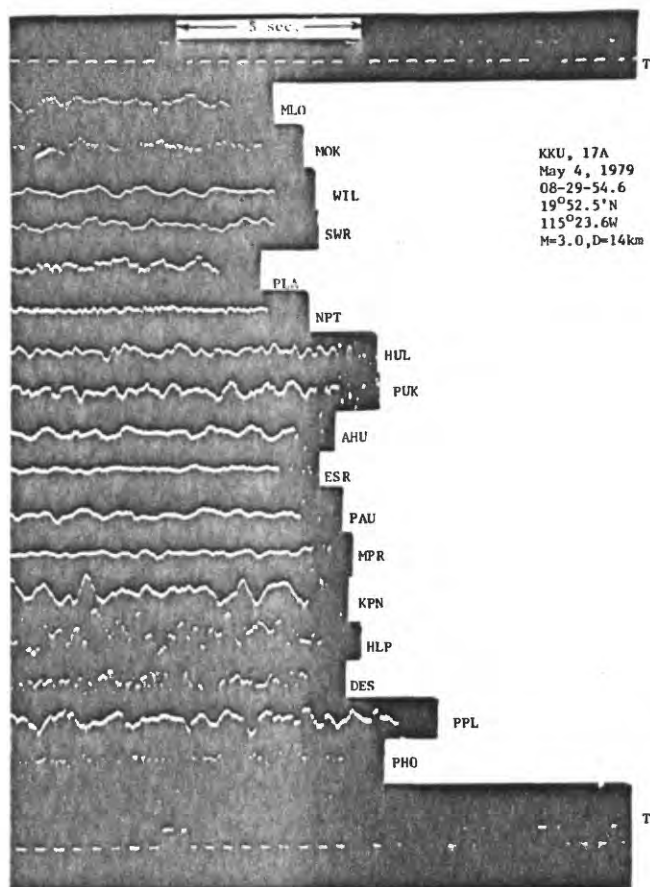 5 sec.
T
MLO
MOK
KKU, 17A
May 4, 1979
08-29-54.6
19°52.5'N
115°23.6W
M=3.0,D=14km
WIL
SWR
PLA
NPT
HUL
PUK
AHU
ESR
PAU
MPR
KPN
HLP
DES
PPL
PHO
T